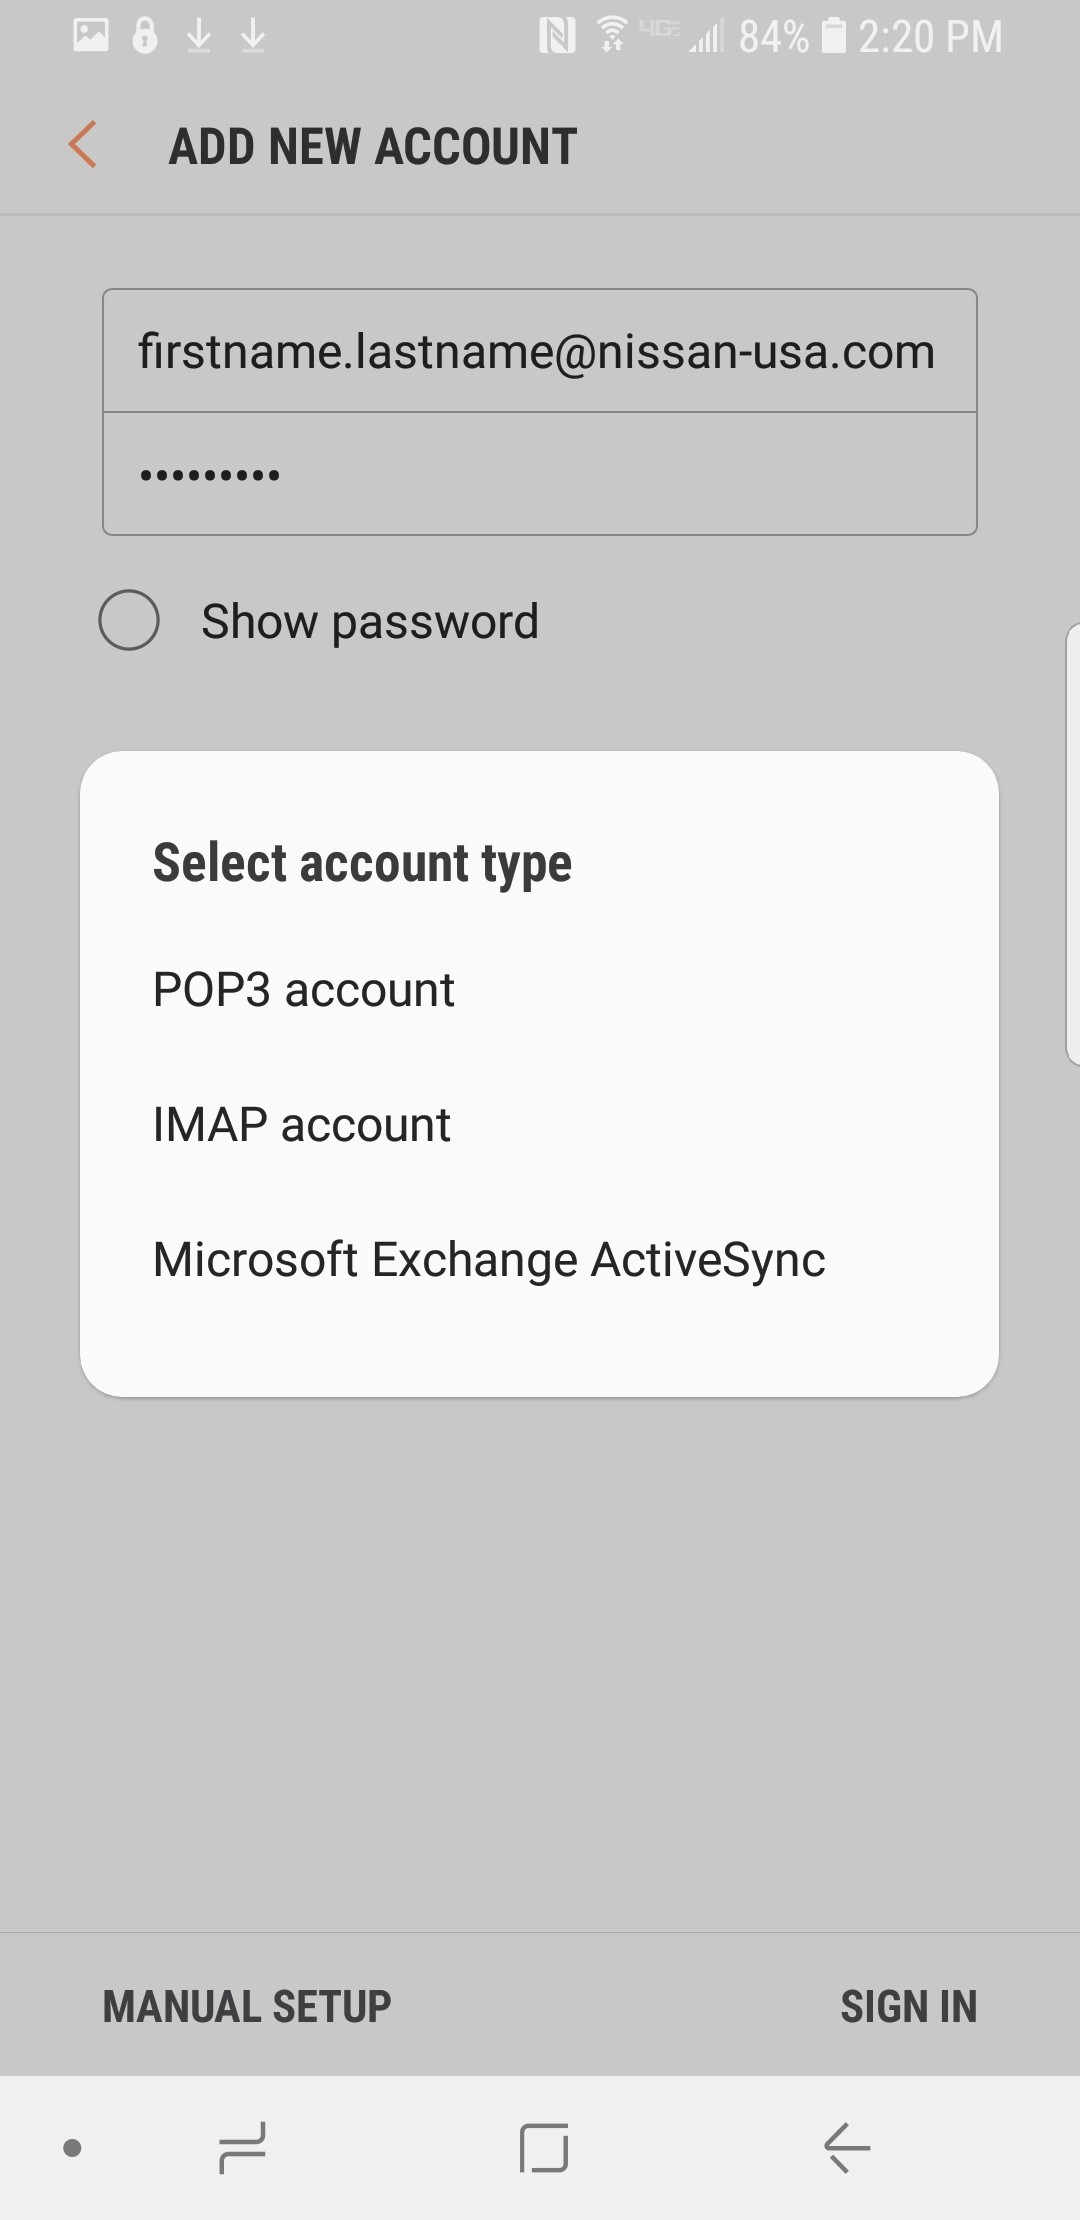 84% 2:20 PM
ADD NEW ACCOUNT
firstname.lastname@nissan-usa.com
•••••••••
Show password
Select account type
POP3 account
IMAP account
Microsoft Exchange ActiveSync
MANUAL SETUP SIGN IN